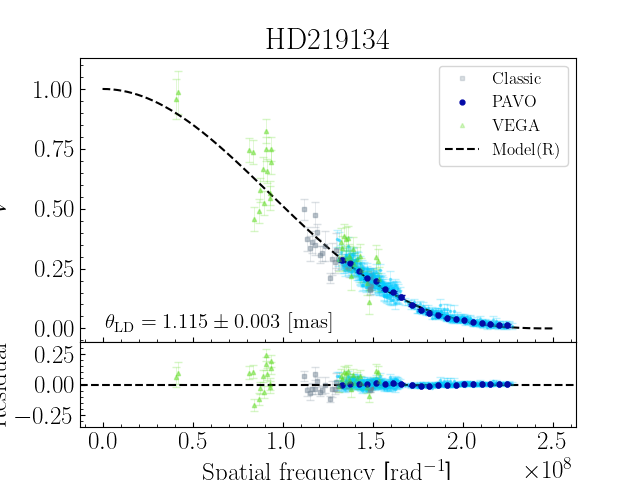 HD219134
Classic
PAVO
VEGA
Model(R)
1.00
0.75
0.50
0.25
0.00
θ_LD = 1.115 ± 0.003 [mas]
0.25
0.00
−0.25
0.0 0.5 1.0 1.5 2.0 2.5
×10^8
Spatial frequency [rad^−1]